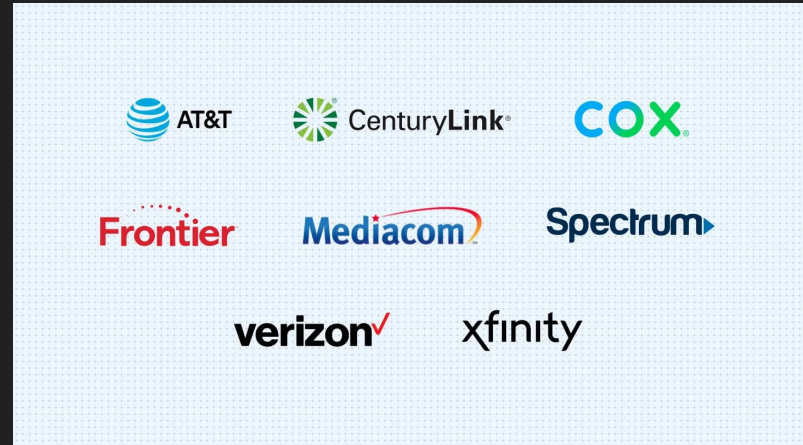 AT&T CenturyLink® COX®
Frontier Mediacom Spectrum
verizon xfinity